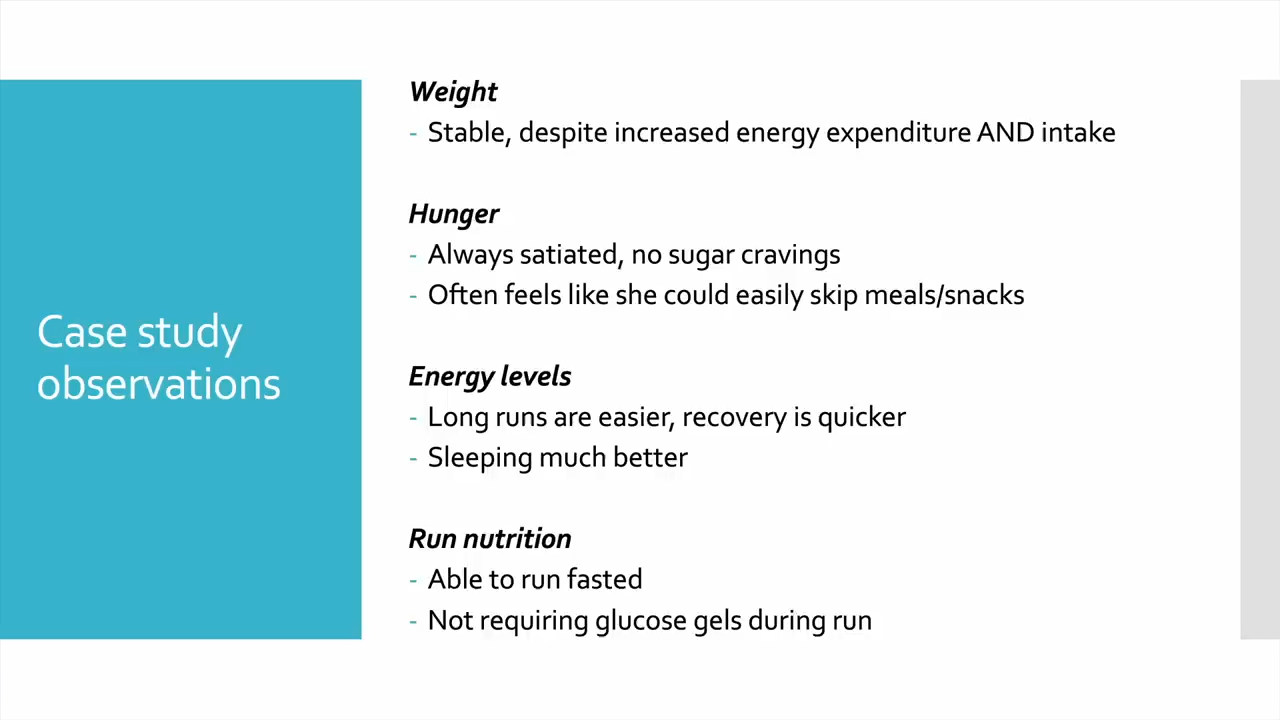 Case study
observations
Weight
- Stable, despite increased energy expenditure AND intake
Hunger
- Always satiated, no sugar cravings
- Often feels like she could easily skip meals/snacks
Energy levels
- Long runs are easier, recovery is quicker
- Sleeping much better
Run nutrition
- Able to run fasted
- Not requiring glucose gels during run